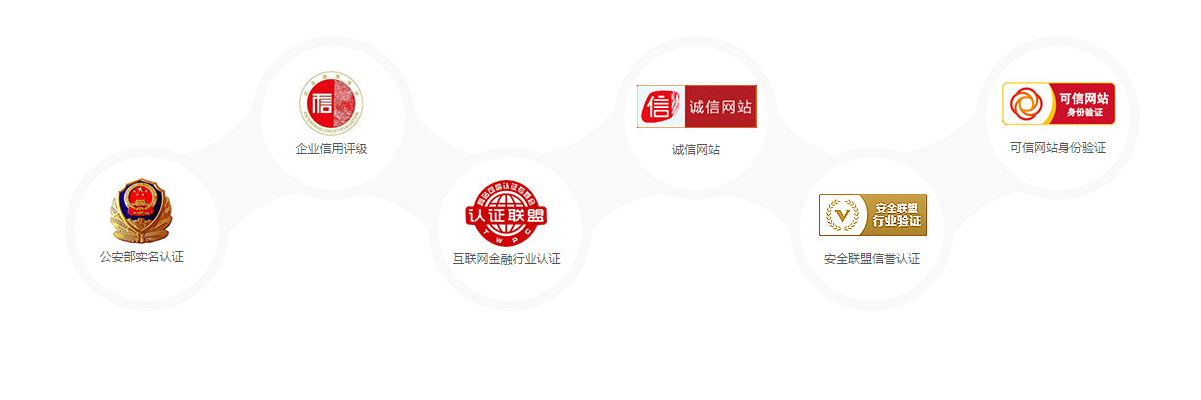 信
企业信用评级
信
诚信网站
诚信网站
可信网站
身份验证
可信网站身份验证
公安部实名认证
认证联盟
TWPC
互联网金融行业认证
安全联盟
行业验证
安全联盟信誉认证